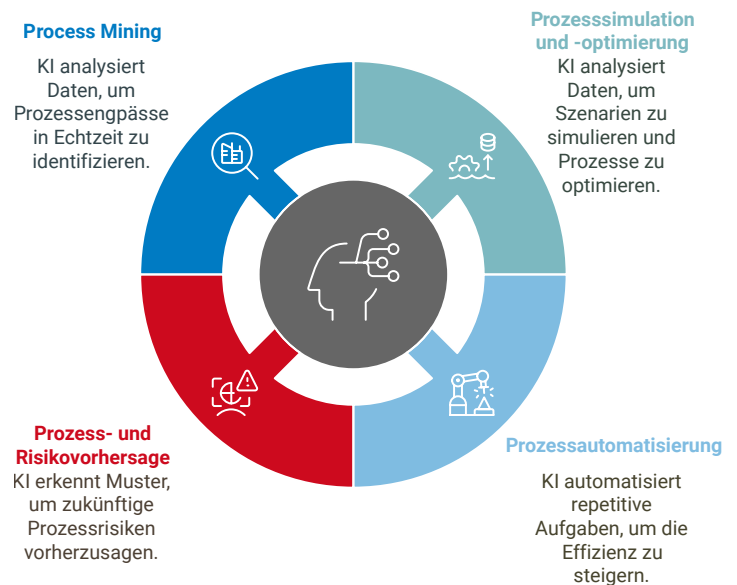 Process Mining
KI analysiert
Daten, um
Prozessengpässe
in Echtzeit zu
identifizieren.
Prozesssimulation
und -optimierung
KI analysiert
Daten, um
Szenarien zu
simulieren und
Prozesse zu
optimieren.
Prozess- und
Risikovorhersage
KI erkennt Muster,
um zukünftige
Prozessrisiken
vorherzusagen.
Prozessautomatisierung
KI automatisiert
repetitive
Aufgaben, um die
Effizienz zu
steigern.